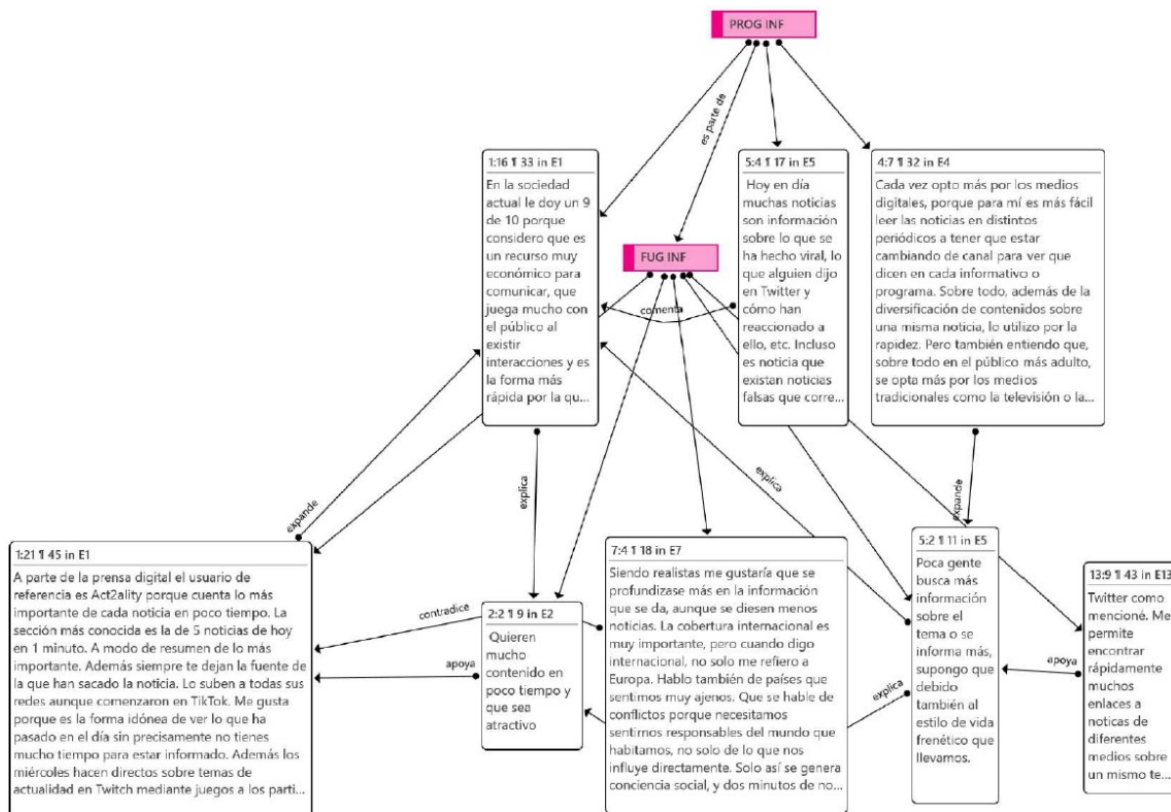 PROG INF
es parte de
1:16 ¶ 33 in E1
En la sociedad
actual le doy un 9
de 10 porque
considero que es
un recurso muy
económico para
comunicar, que
juega mucho con
el público al
existir
interacciones y es
la forma más
rápida por la qu...
5:4 ¶ 17 in E5
Hoy en día
muchas noticias
son información
sobre lo que se
ha hecho viral, lo
que alguien dijo
en Twitter y
cómo han
reaccionado a
ello, etc. Incluso
es noticia que
existan noticias
falsas que corre...
4:7 ¶ 32 in E4
Cada vez opto más por los medios
digitales, porque para mí es más fácil
leer las noticias en distintos
periódicos a tener que estar
cambiando de canal para ver que
dicen en cada informativo o
programa. Sobre todo, además de la
diversificación de contenidos sobre
una misma noticia, lo utilizo por la
rapidez. Pero también entiendo que,
sobre todo en el público más adulto,
se opta más por los medios
tradicionales como la televisión o la...
FUG INF
comenta
expande
explica
explica
expande
1:21 ¶ 45 in E1
A parte de la prensa digital el usuario de
referencia es Act2ality porque cuenta lo más
importante de cada noticia en poco tiempo. La
sección más conocida es la de 5 noticias de hoy
en 1 minuto. A modo de resumen de lo más
importante. Además siempre te dejan la fuente de
la que han sacado la noticia. Lo suben a todas sus
redes aunque comenzaron en TikTok. Me gusta
porque es la forma idónea de ver lo que ha
pasado en el día sin precisamente no tienes
mucho tiempo para estar informado. Además los
miércoles hacen directos sobre temas de
actualidad en Twitch mediante juegos a los parti...
contradice
apoya
2:2 ¶ 9 in E2
Quieren
mucho
contenido en
poco tiempo y
que sea
atractivo
7:4 ¶ 18 in E7
Siendo realistas me gustaría que se
profundizase más en la información
que se da, aunque se diesen menos
noticias. La cobertura internacional es
muy importante, pero cuando digo
internacional, no solo me refiero a
Europa. Hablo también de países que
sentimos muy ajenos. Que se hable de
conflictos porque necesitamos
sentirnos responsables del mundo que
habitamos, no solo de lo que nos
influye directamente. Solo así se genera
conciencia social, y dos minutos de no...
explica
5:2 ¶ 11 in E5
Poca gente
busca más
información
sobre el
tema o se
informa más,
supongo que
debido
también al
estilo de vida
frenético que
llevamos.
apoya
13:9 ¶ 43 in E13
Twitter como
mencioné. Me
permite
encontrar
rápidamente
muchos
enlaces a
noticas de
diferentes
medios sobre
un mismo te...